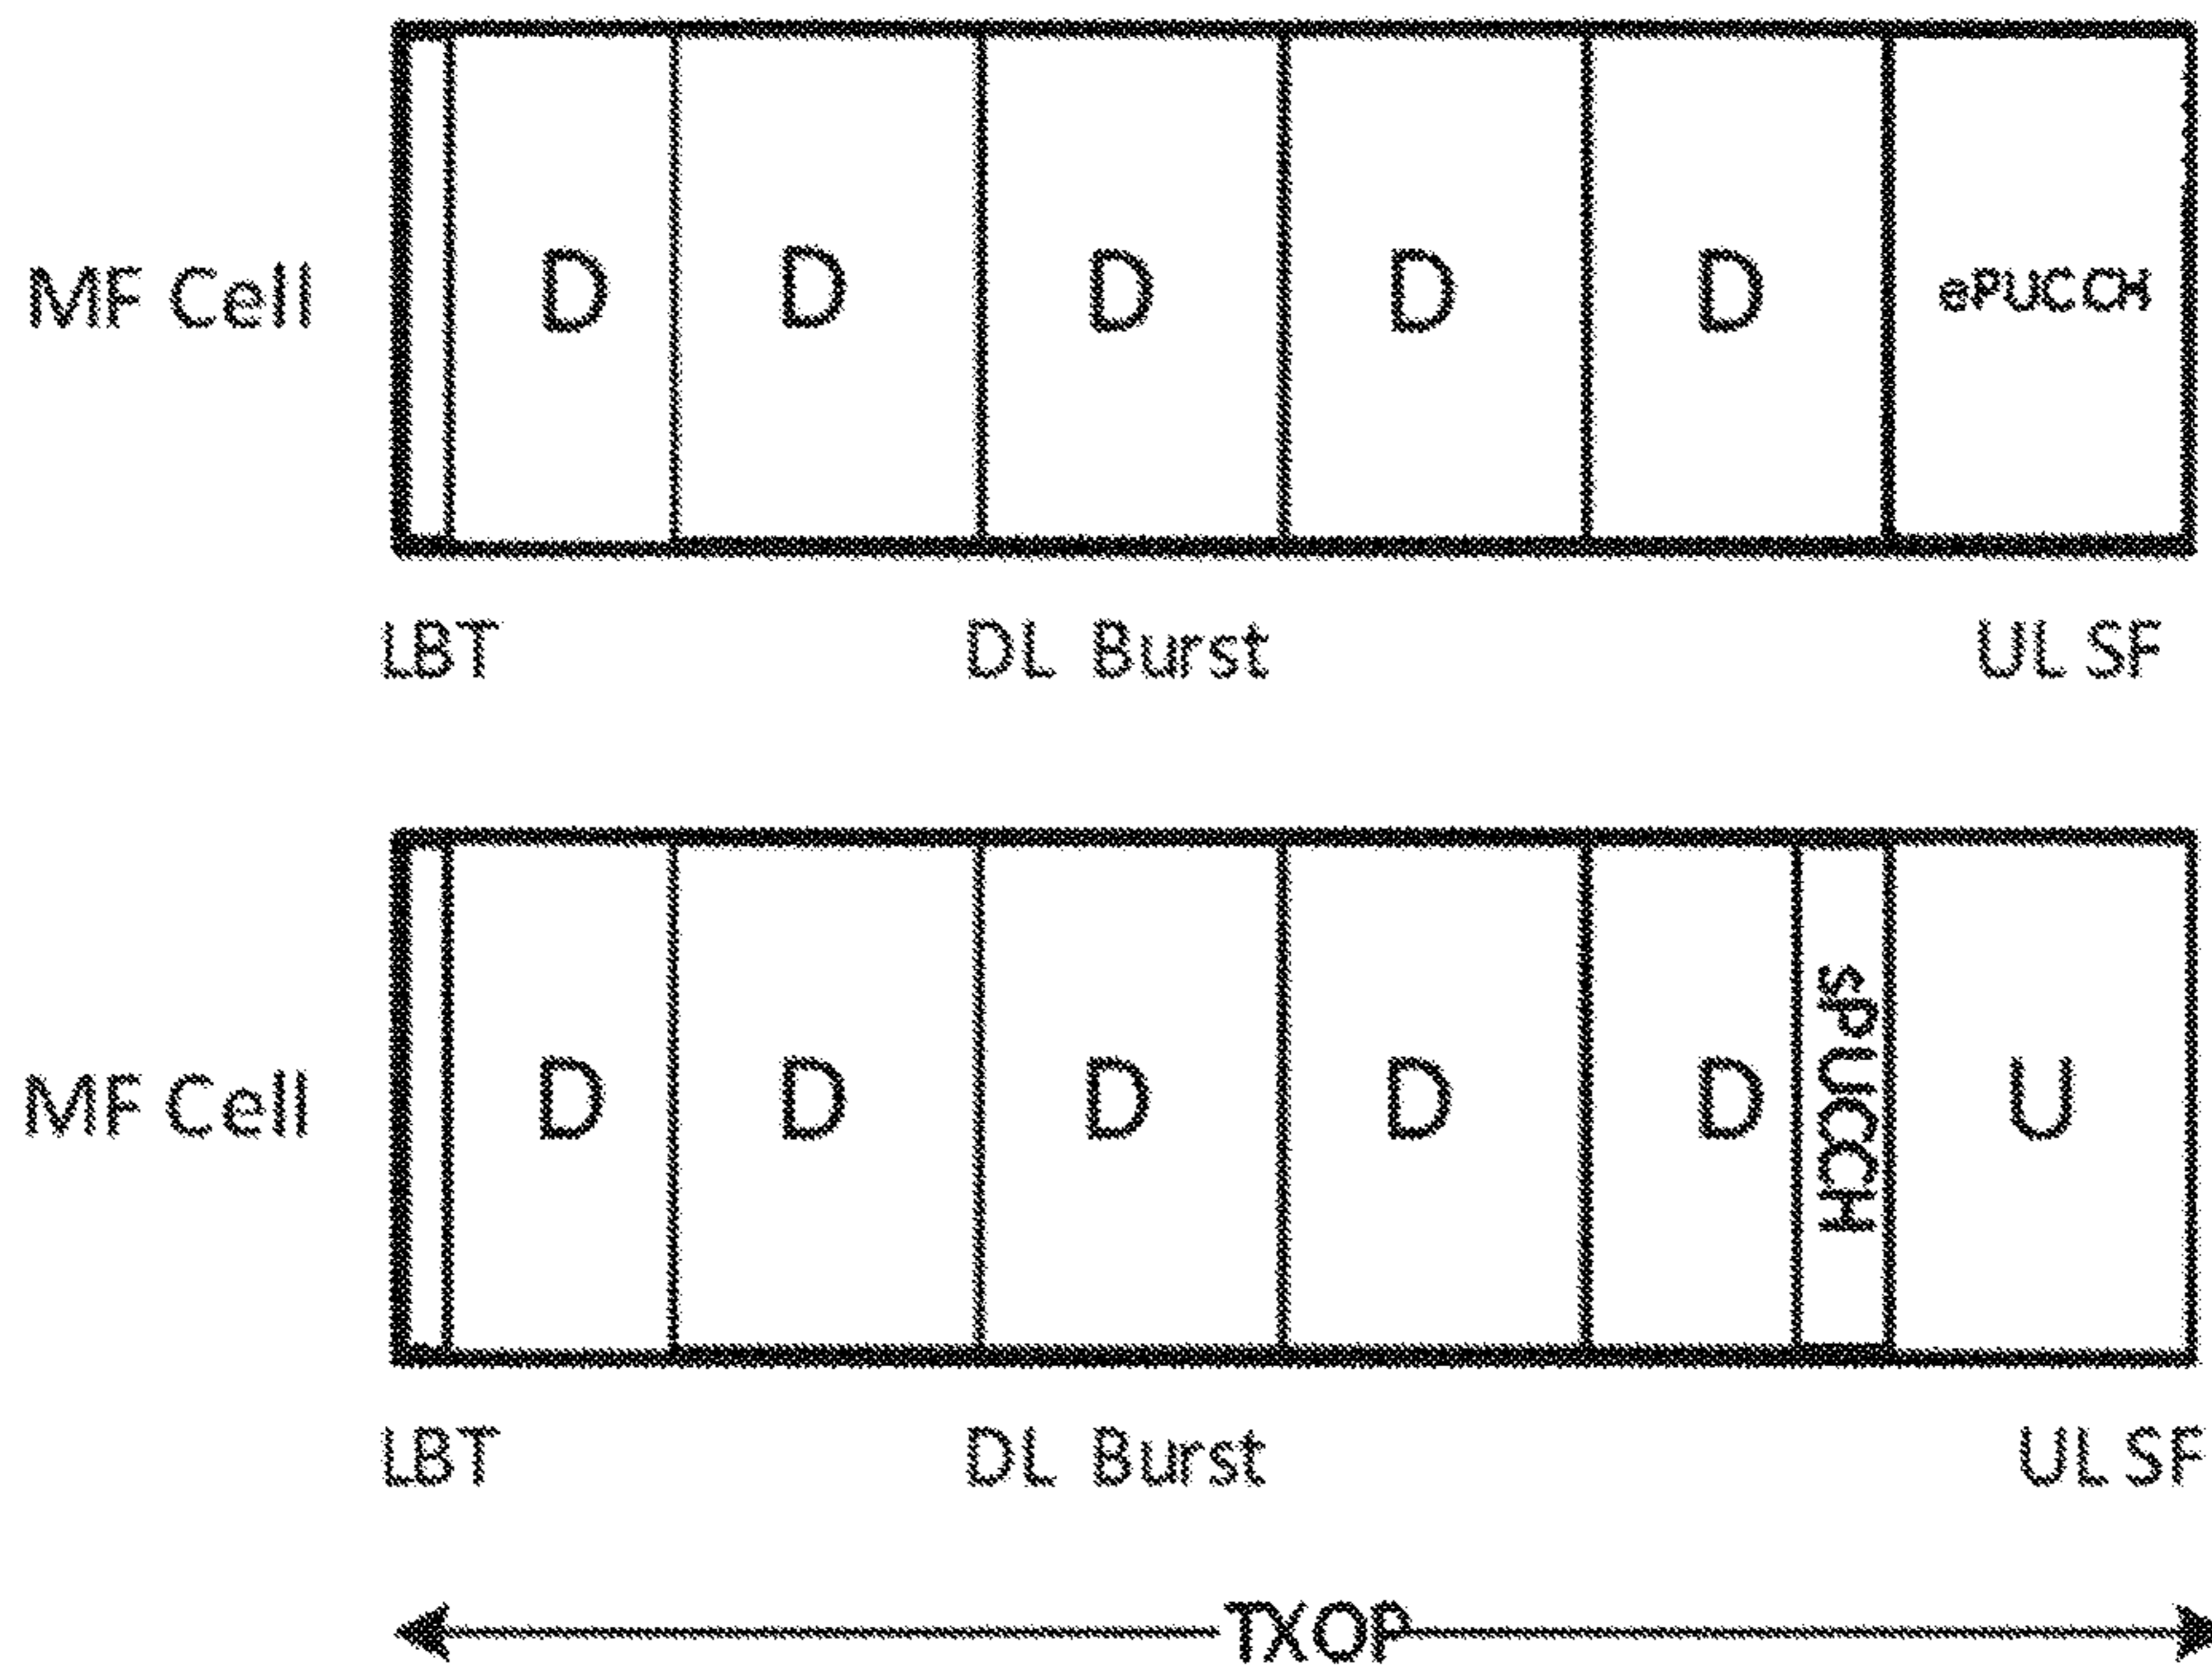 MF Cell D D D D D ePUCCH
LBT DL Burst UL SF
MF Cell D D D D D sPUCCH U
LBT DL Burst UL SF
TXOP